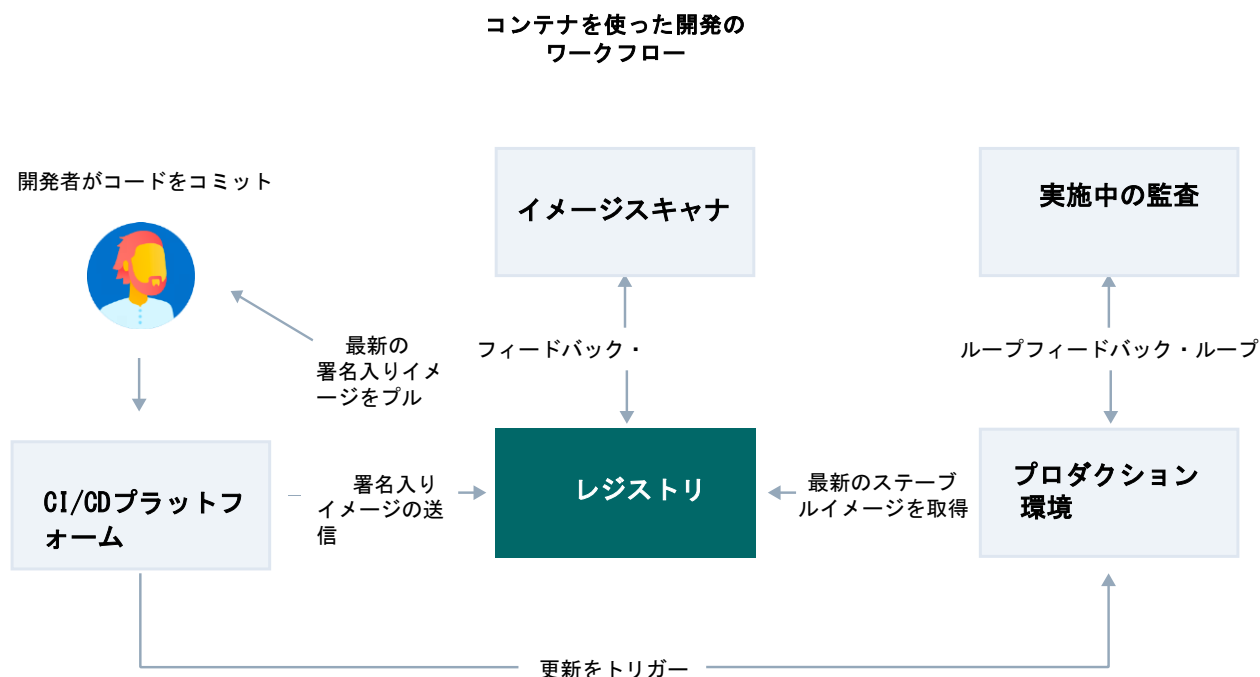 コンテナを使った開発の
ワークフロー
開発者がコードをコミット
イメージスキャナ
実施中の監査
最新の
署名入りイメ
ージをプル
フィードバック・
ループフィードバック・ループ
CI/CDプラットフ
ォーム
署名入り
イメージの送
信
レジストリ
最新のステーブ
ルイメージを取得
プロダクション
環境
更新をトリガー